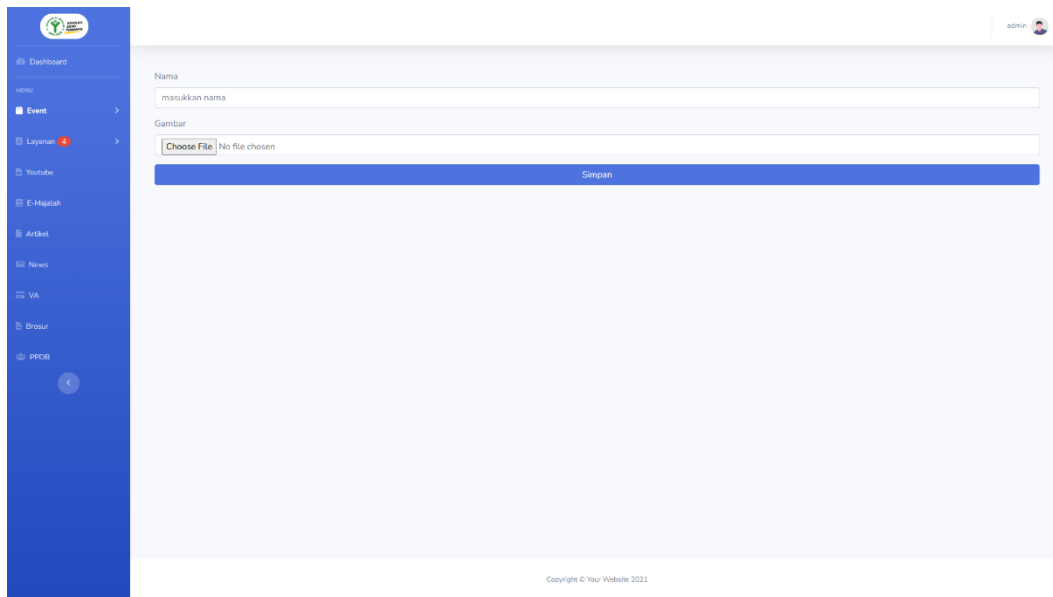 admin
Dashboard
MENU
Event
Layanan 4
Youtube
E-Majalah
Artikel
News
VA
Brosur
PPDB
Nama
masukkan nama
Gambar
Choose File No file chosen
Simpan
Copyright © Your Website 2021